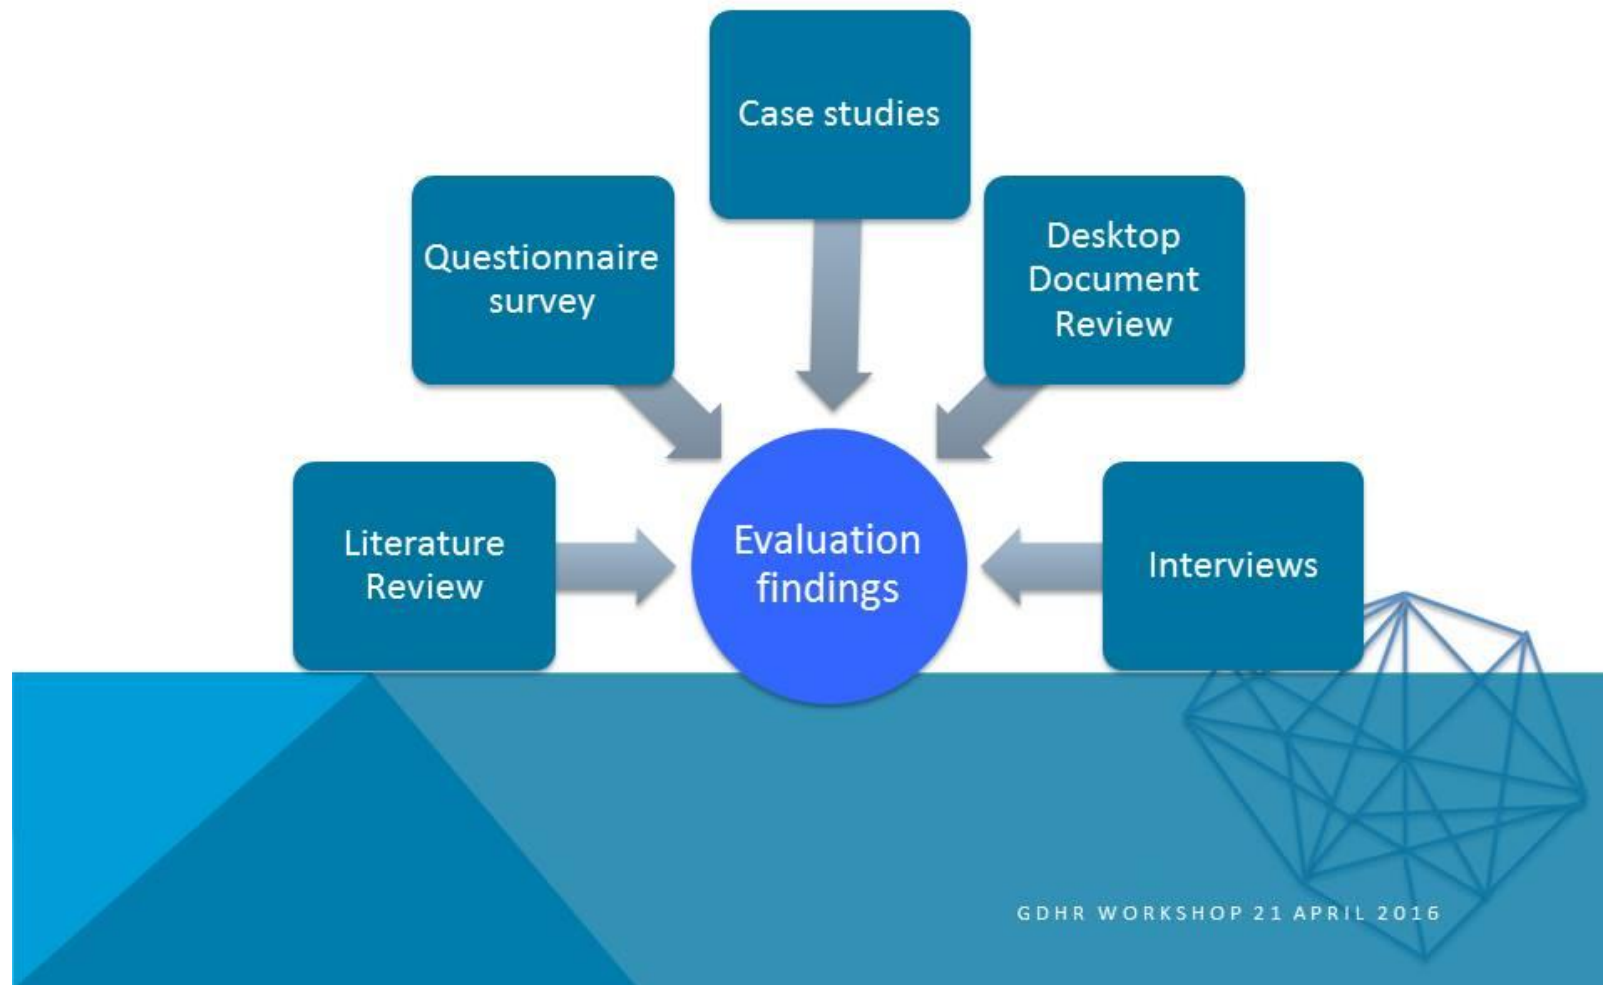 Case studies
Questionnaire
survey
Desktop
Document
Review
Literature
Review
Evaluation
findings
Interviews
GDHR WORKSHOP 21 APRIL 2016